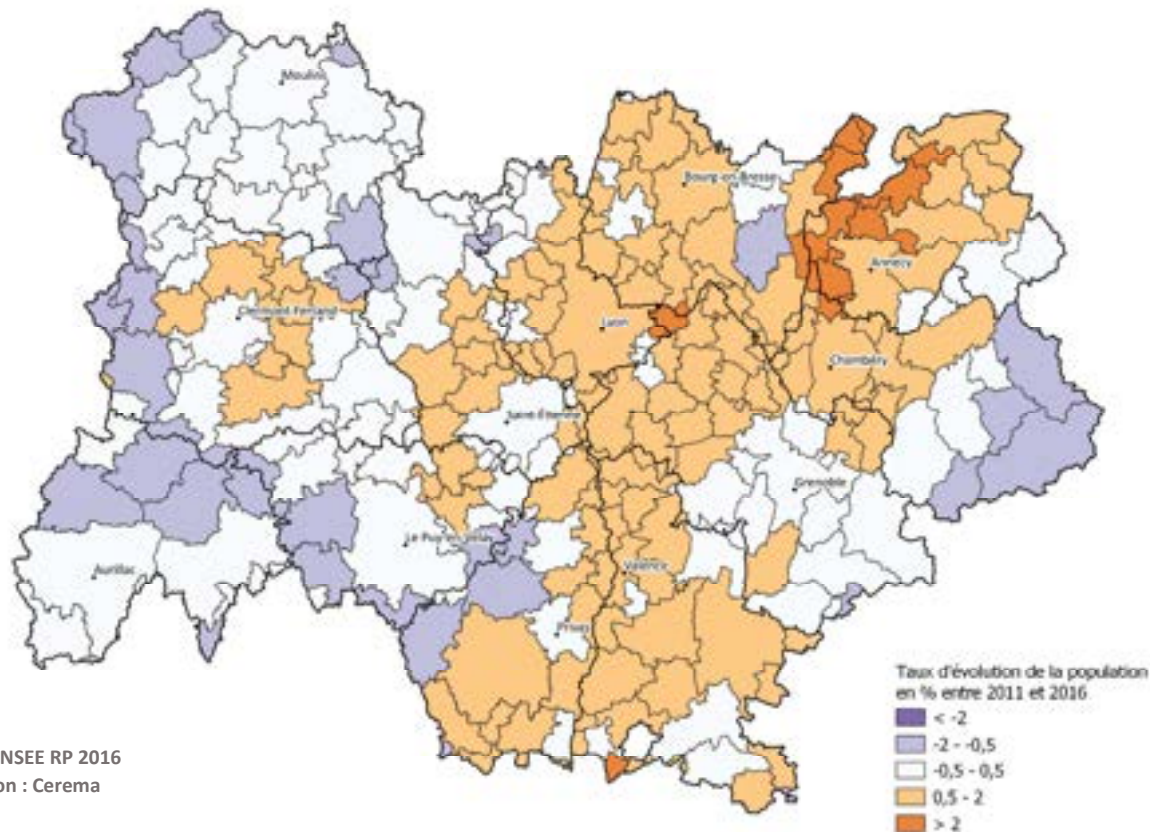 Moulins
Bourg-en-Bresse
Annecy
Clermont-Ferrand
Lyon
Chambéry
Saint-Étienne
Grenoble
Le Puy-en-Velay
Aurillac
Valence
Privas
Taux d'évolution de la population
en % entre 2011 et 2016
< -2
-2 - -0,5
-0,5 - 0,5
0,5 - 2
> 2
NSEE RP 2016
on : Cerema